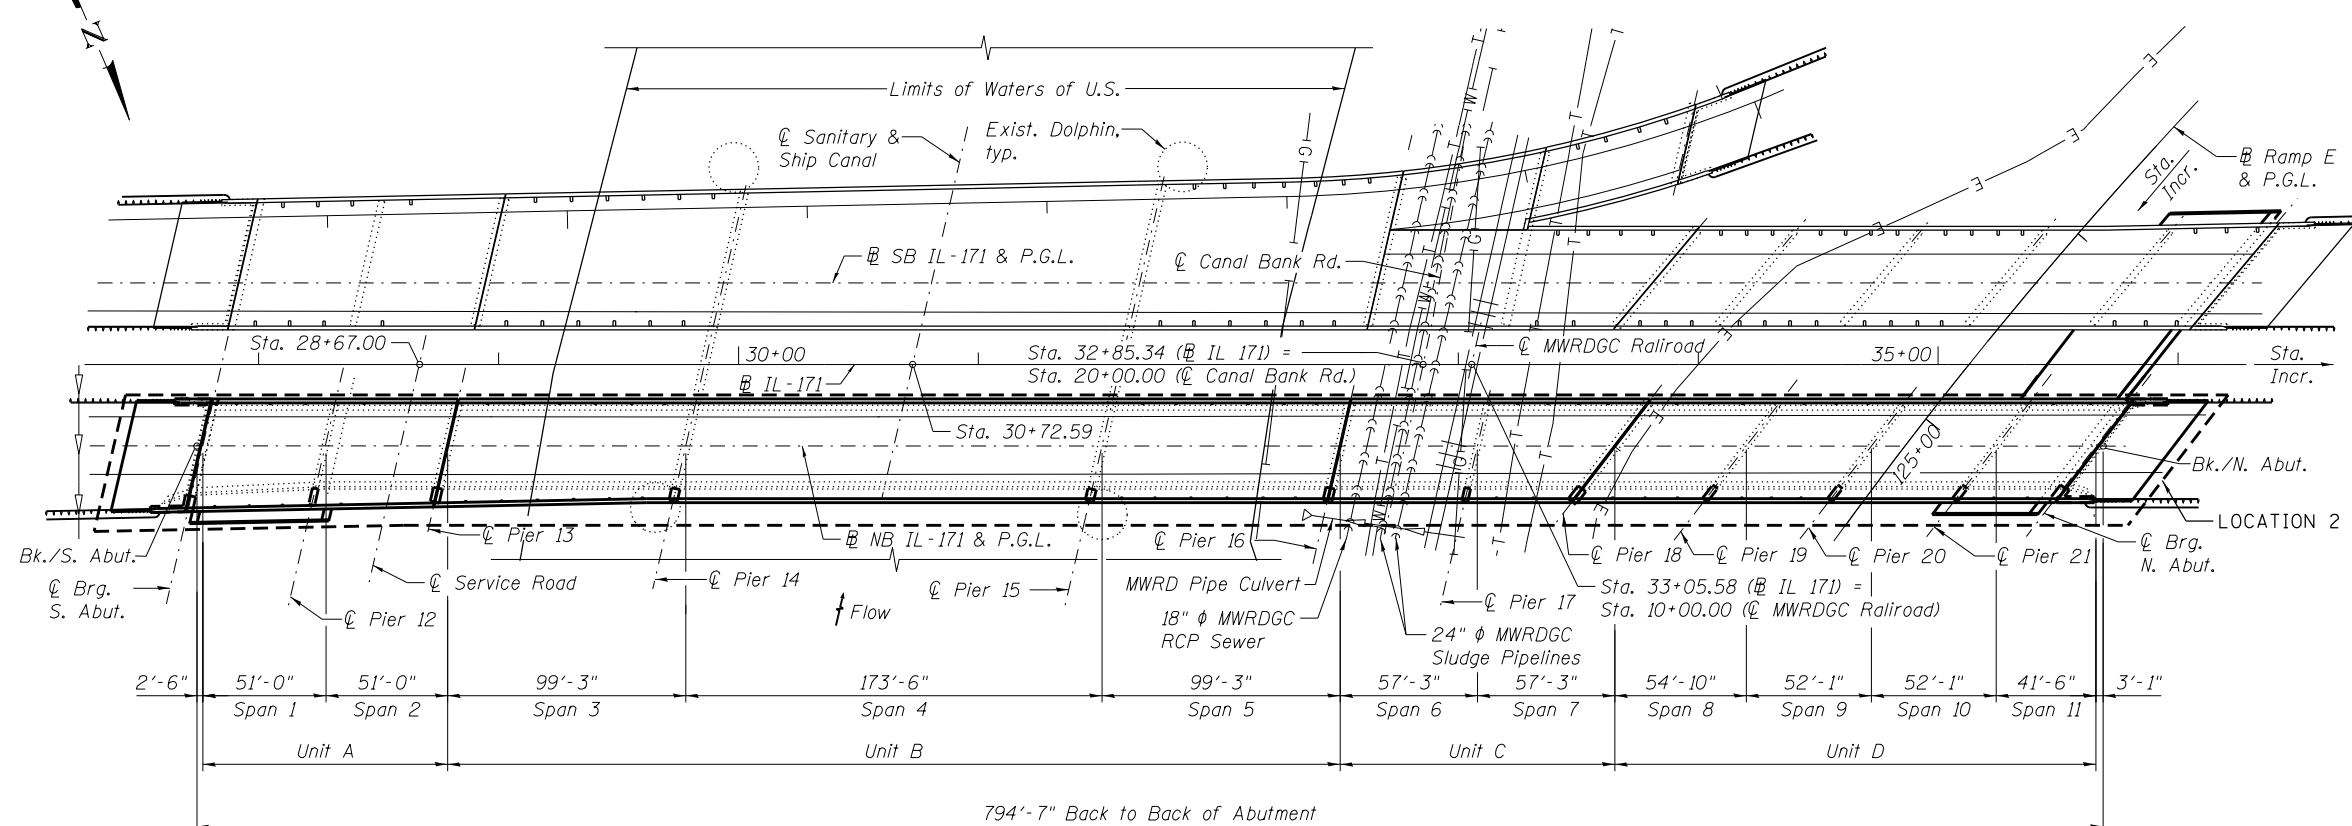 N
Limits of Waters of U.S.
℄ Sanitary &
Ship Canal
Exist. Dolphin,
typ.
Sta.
Incr.
℄ Ramp E
& P.G.L.
SB IL-171 & P.G.L.
℄ Canal Bank Rd.
Sta. 28+67.00
30+00
Sta. 32+85.34 (℄ IL 171) =
Sta. 20+00.00 (℄ Canal Bank Rd.)
℄ MWRDGC Raliroad
35+00
Sta.
Incr.
IL-171
Sta. 30+72.59
125+00
Bk./N. Abut.
LOCATION 2
Bk./S. Abut.
℄ Pier 13
NB IL-171 & P.G.L.
℄ Pier 16
℄ Pier 18
℄ Pier 19
℄ Pier 20
℄ Pier 21
℄ Brg.
N. Abut.
℄ Brg.
S. Abut.
℄ Service Road
℄ Pier 14
℄ Pier 15
MWRD Pipe Culvert
Sta. 33+05.58 (℄ IL 171) =
Sta. 10+00.00 (℄ MWRDGC Raliroad)
℄ Pier 12
Flow
℄ Pier 17
18" ϕ MWRDGC
RCP Sewer
24" ϕ MWRDGC
Sludge Pipelines
2'-6" 51'-0" 51'-0" 99'-3" 173'-6" 99'-3" 57'-3" 57'-3" 54'-10" 52'-1" 52'-1" 41'-6" 3'-1"
Span 1 Span 2 Span 3 Span 4 Span 5 Span 6 Span 7 Span 8 Span 9 Span 10 Span 11
Unit A Unit B Unit C Unit D
794'-7" Back to Back of Abutment